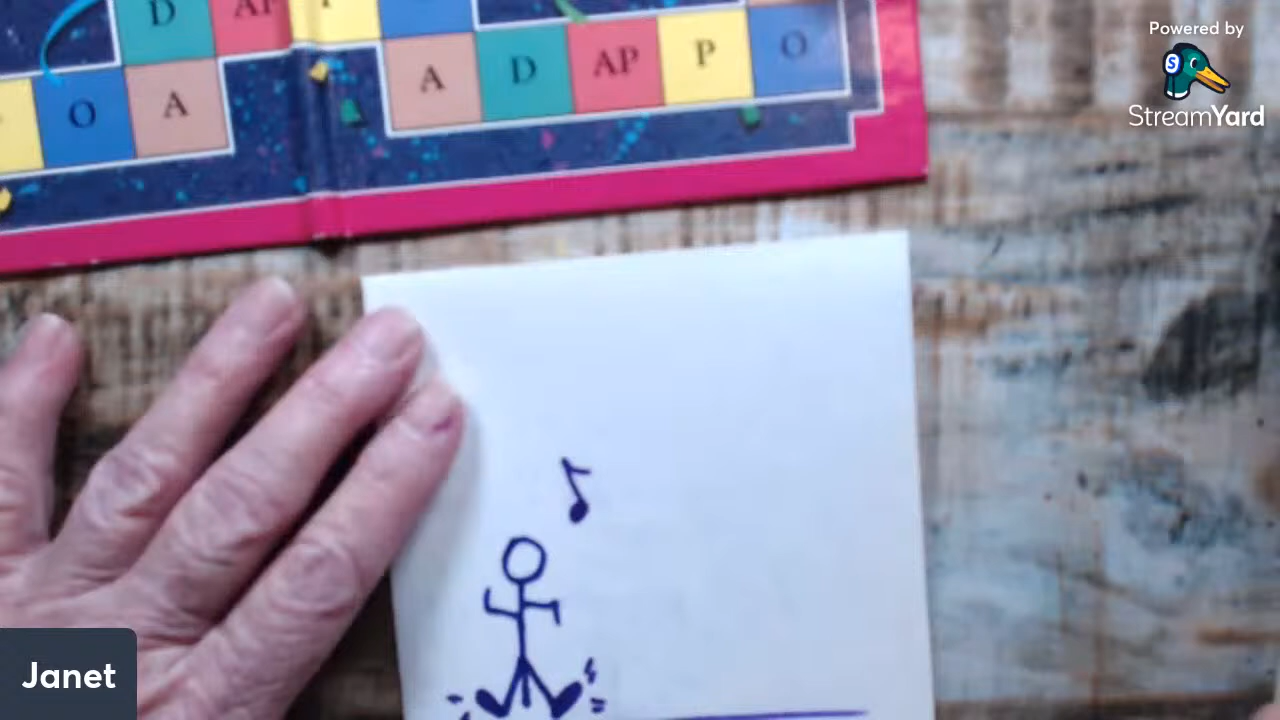 Powered by
StreamYard
D AP P
A D AP P O
O A
Janet